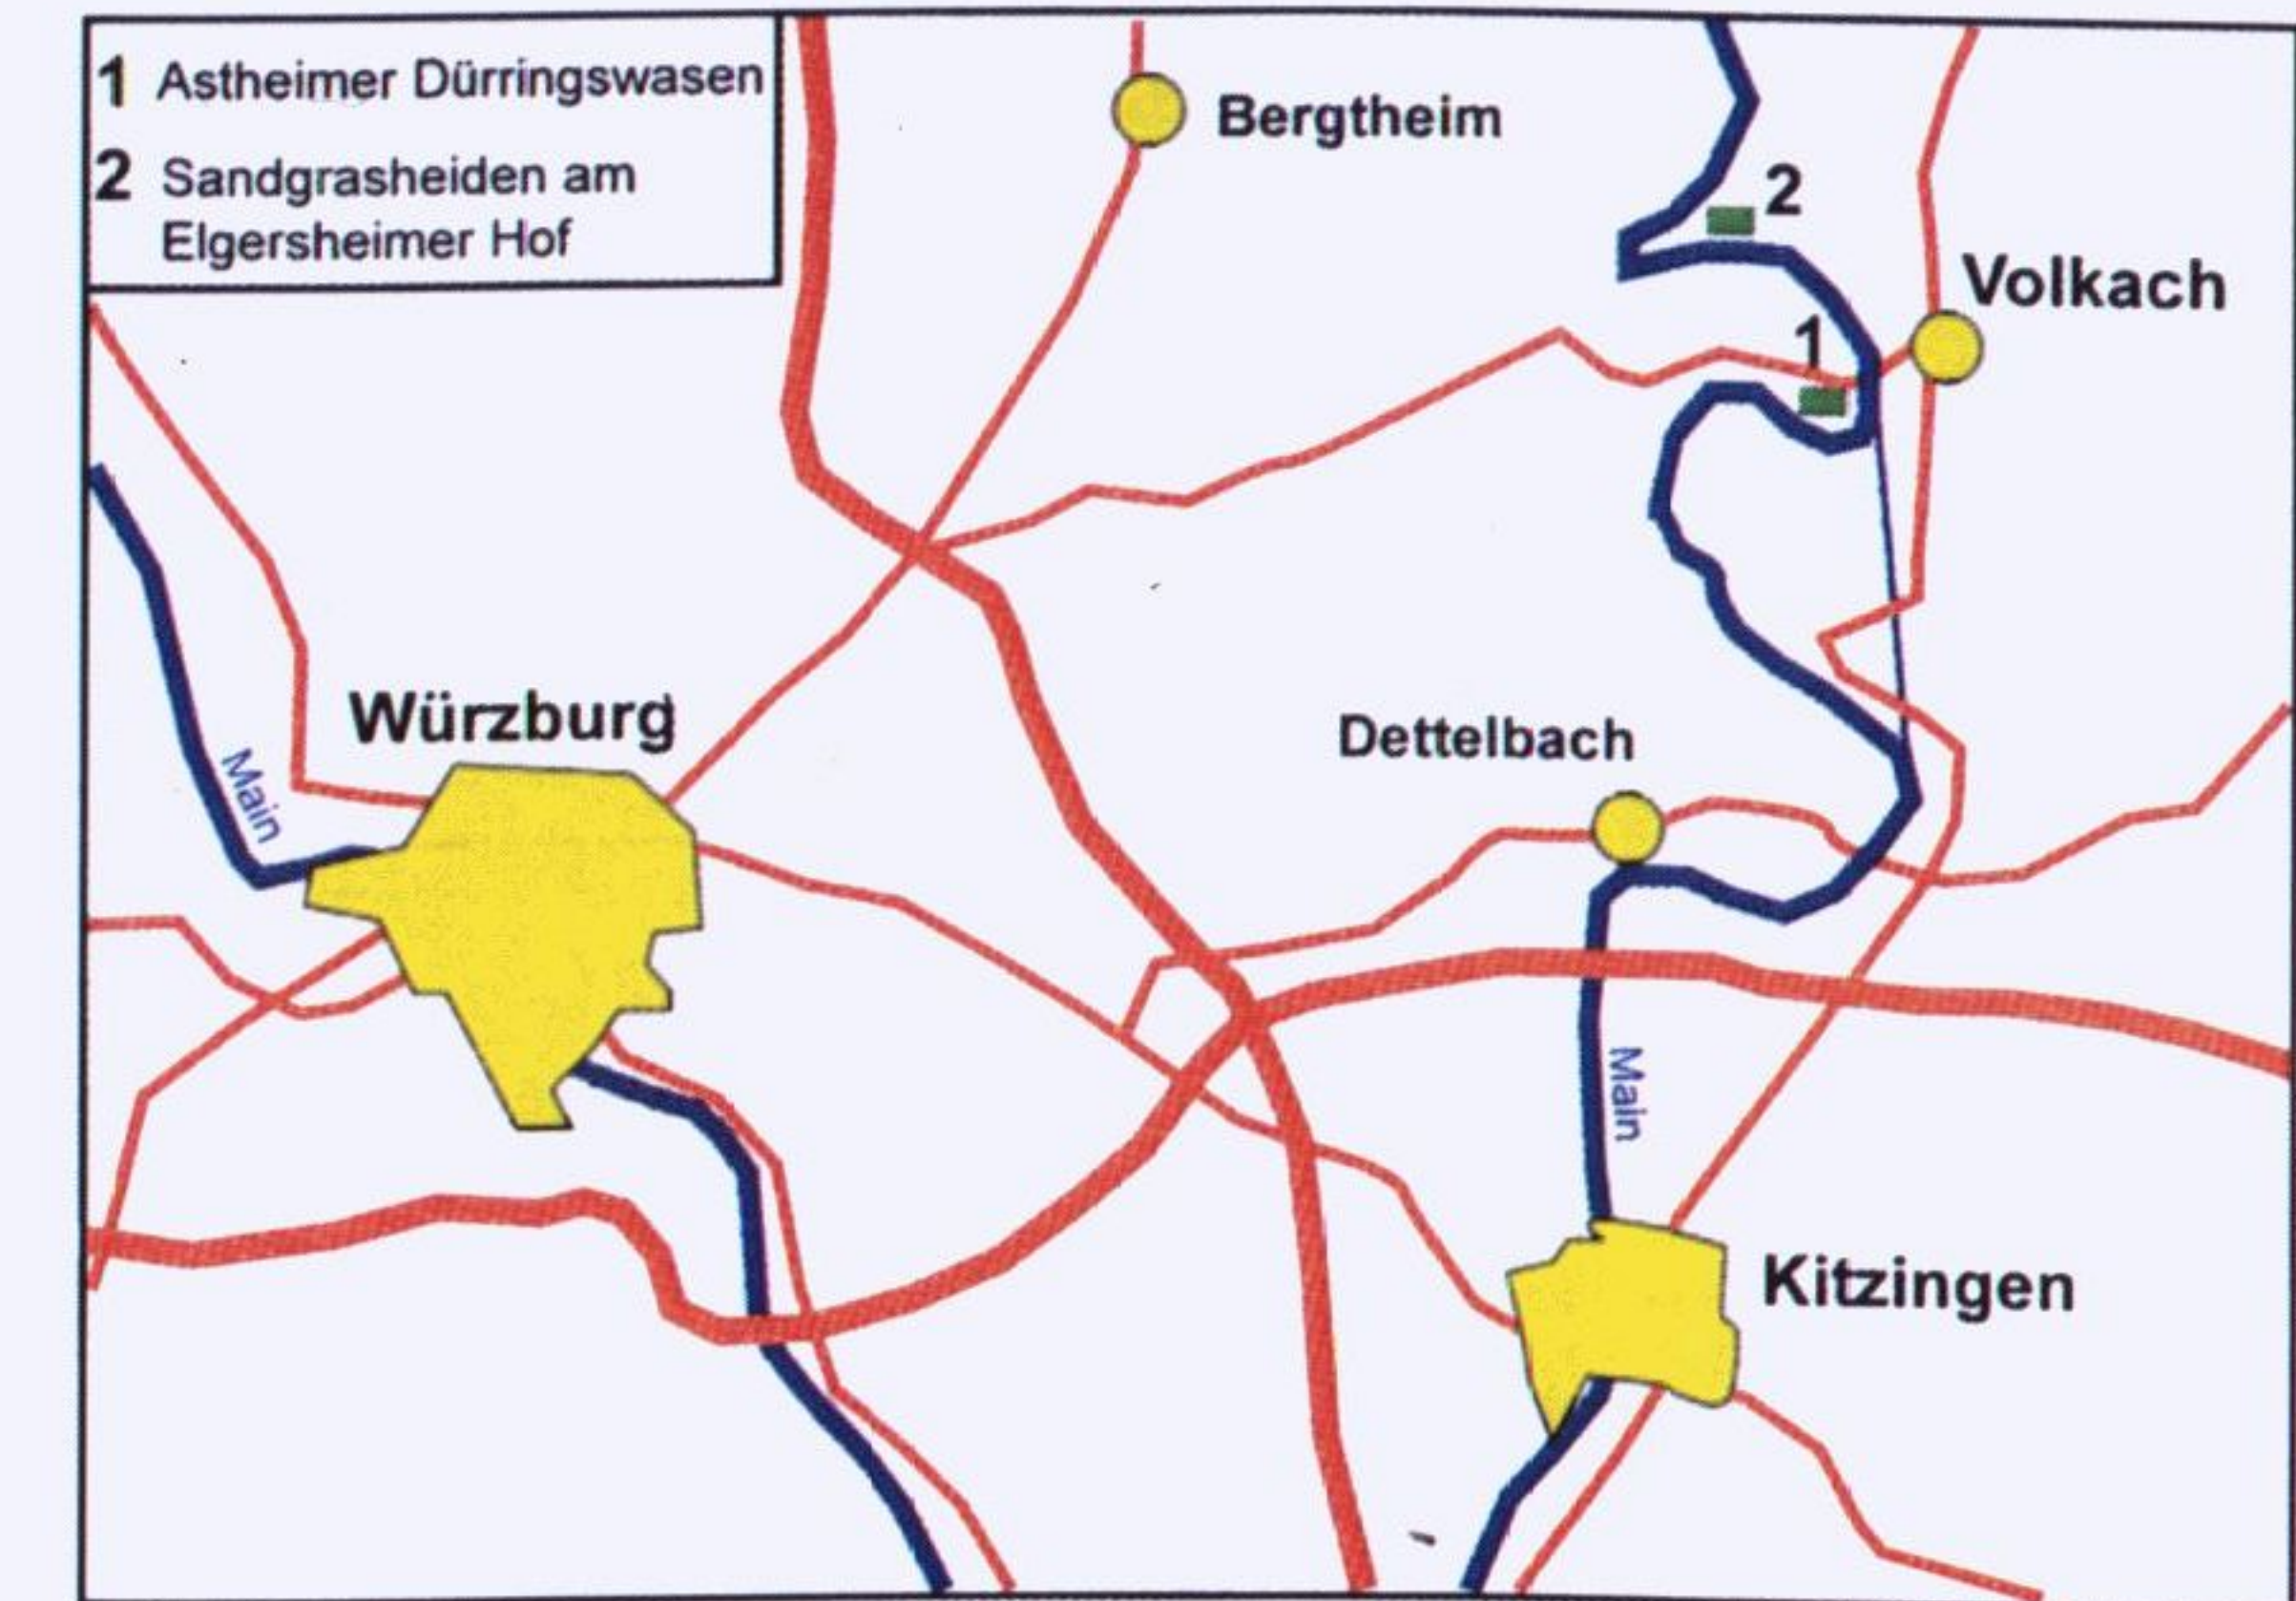 1 Astheimer Dürringswasen
2 Sandgrasheiden am
Elgersheimer Hof
Bergtheim
2
Volkach
1
Würzburg
Main
Dettelbach
Main
Kitzingen